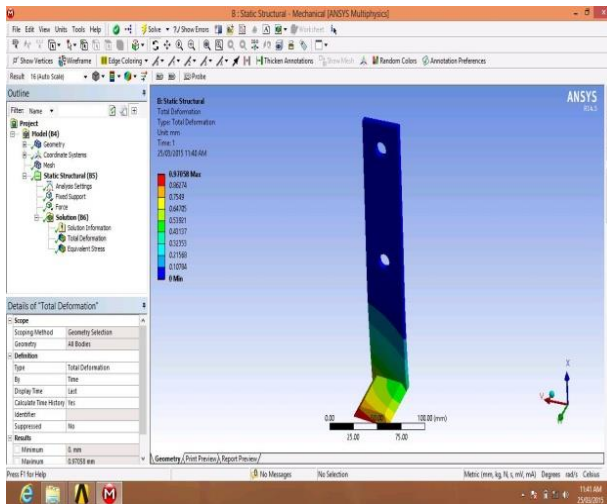 B : Static Structural - Mechanical [ANSYS Multiphysics]
File Edit View Units Tools Help Solve ?/Show Errors Worksheet
Show Vertices Wireframe Edge Coloring Thicken Annotations Show Mesh Random Colors Annotation Preferences
Result 16 (Auto Scale) Probe
Outline
Filter: Name
Project
Model (B4)
Geometry
Coordinate Systems
Mesh
Static Structural (B5)
Analysis Settings
Fixed Support
Force
Solution (B6)
Solution Information
Total Deformation
Equivalent Stress
Details of "Total Deformation"
Scope
Scoping Method Geometry Selection
Geometry All Bodies
Definition
Type Total Deformation
By Time
Display Time Last
Calculate Time History Yes
Identifier
Suppressed No
Results
Minimum 0. mm
Maximum 0.97058 mm
B: Static Structural
Total Deformation
Type: Total Deformation
Unit: mm
Time: 1
25/03/2015 11:40 AM
0.97058 Max
0.86274
0.7549
0.64705
0.53921
0.43137
0.32353
0.21568
0.10784
0 Min
ANSYS
0.00 100.00 (mm)
25.00 75.00
X
Y
Geometry Print Preview Report Preview
Press F1 for Help No Messages No Selection Metric (mm, kg, N, s, mV, mA) Degrees rad/s Celsius
11:41 AM
25/03/2015